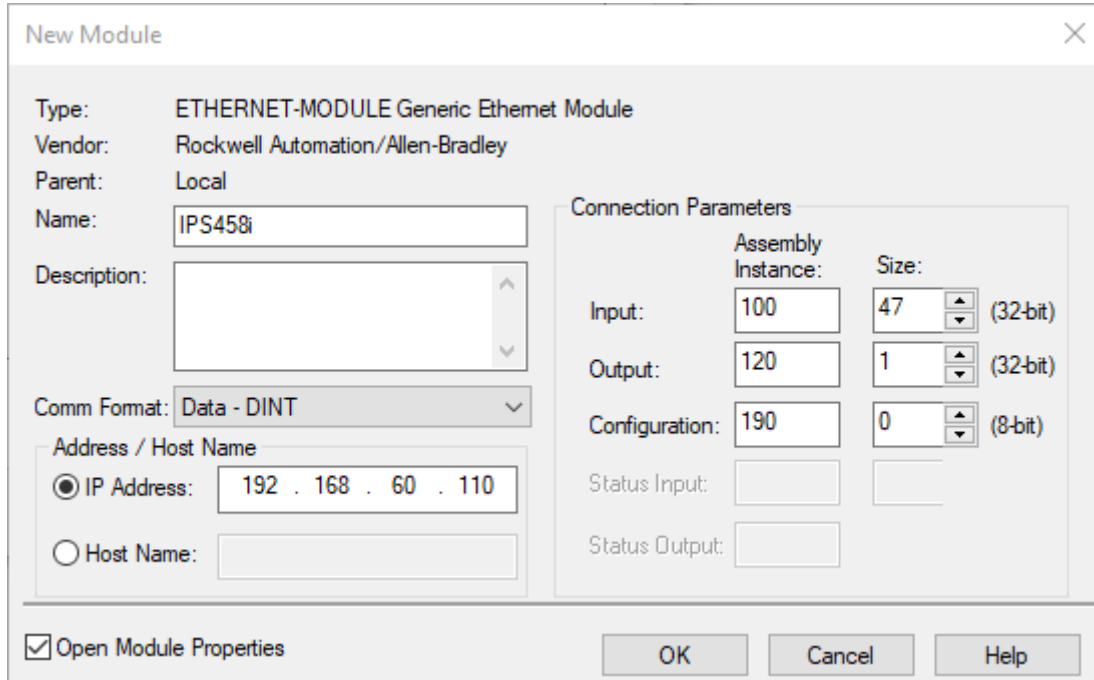 New Module
Type: ETHERNET-MODULE Generic Ethernet Module
Vendor: Rockwell Automation/Allen-Bradley
Parent: Local
Name: IPS458i
Description:
Comm Format: Data - DINT
Address / Host Name
IP Address: 192 . 168 . 60 . 110
Host Name:
Connection Parameters
Assembly
Instance: Size:
Input: 100 47 (32-bit)
Output: 120 1 (32-bit)
Configuration: 190 0 (8-bit)
Status Input:
Status Output:
Open Module Properties
OK Cancel Help